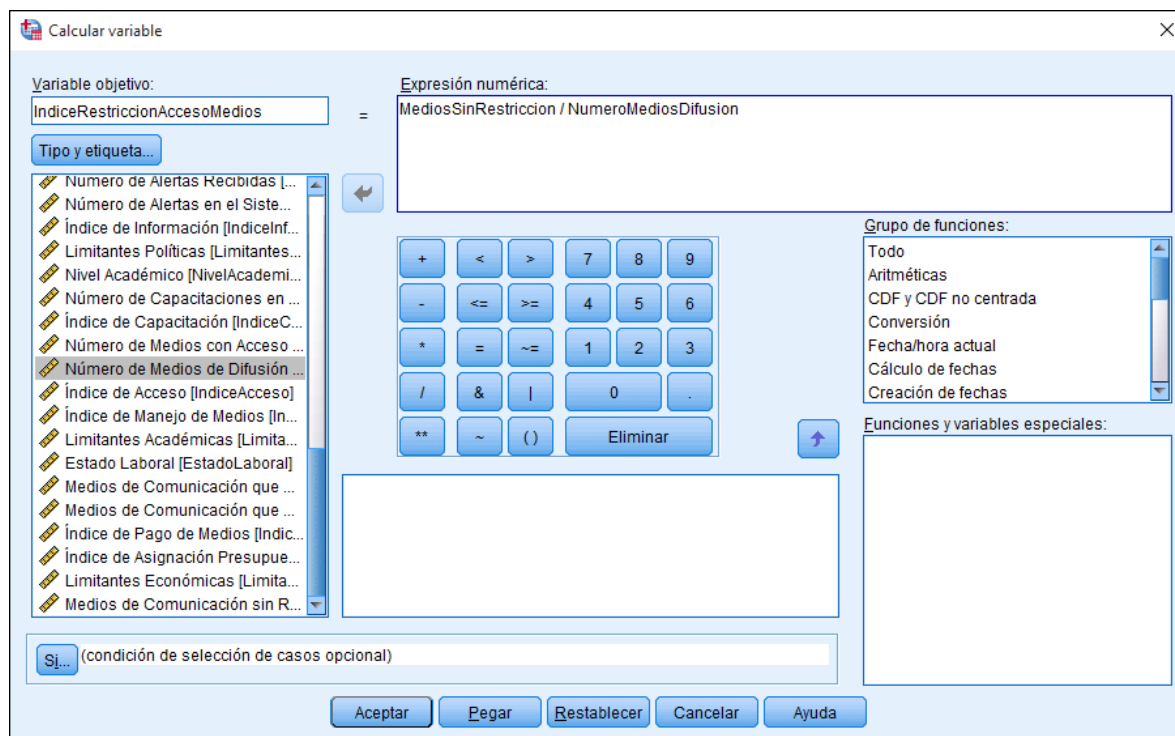 Calcular variable
Variable objetivo:
IndiceRestriccionAccesoMedios
=
Expresión numérica:
MediosSinRestriccion / NumeroMediosDifusion
Tipo y etiqueta...
Número de Alertas Recibidas [...
Número de Alertas en el Siste...
Índice de Información [IndiceInf...
Limitantes Políticas [Limitantes...
Nivel Académico [NivelAcademi...
Número de Capacitaciones en ...
Índice de Capacitación [IndiceC...
Número de Medios con Acceso ...
Número de Medios de Difusión ...
Índice de Acceso [IndiceAcceso]
Índice de Manejo de Medios [In...
Limitantes Académicas [Limita...
Estado Laboral [EstadoLaboral]
Medios de Comunicación que ...
Medios de Comunicación que ...
Índice de Pago de Medios [Indic...
Índice de Asignación Presupue...
Limitantes Económicas [Limita...
Medios de Comunicación sin R...
+ < > 7 8 9
- <= >= 4 5 6
* = ~= 1 2 3
/ & | 0 .
** ~ ( ) Eliminar
Grupo de funciones:
Todo
Aritméticas
CDF y CDF no centrada
Conversión
Fecha/hora actual
Cálculo de fechas
Creación de fechas
Funciones y variables especiales:
Si... (condición de selección de casos opcional)
Aceptar Pegar Restablecer Cancelar Ayuda